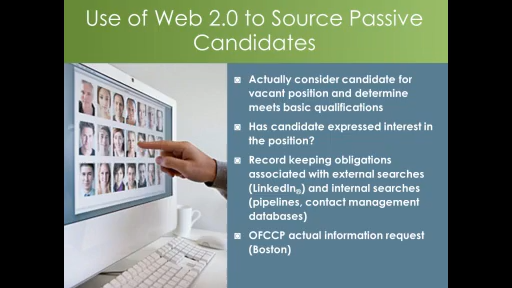 Use of Web 2.0 to Source Passive
Candidates
Actually consider candidate for
vacant position and determine
meets basic qualifications
Has candidate expressed interest in
the position?
Record keeping obligations
associated with external searches
(LinkedIn®) and internal searches
(pipelines, contact management
databases)
OFCCP actual information request
(Boston)